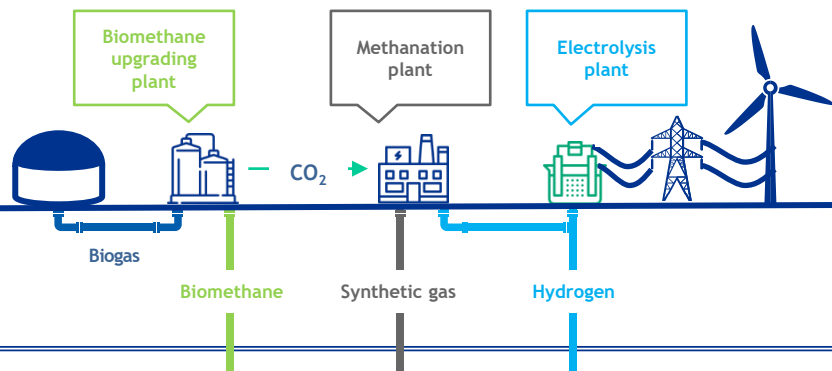 Biomethane
upgrading
plant
Methanation
plant
Electrolysis
plant
CO₂
Biogas
Biomethane
Synthetic gas
Hydrogen